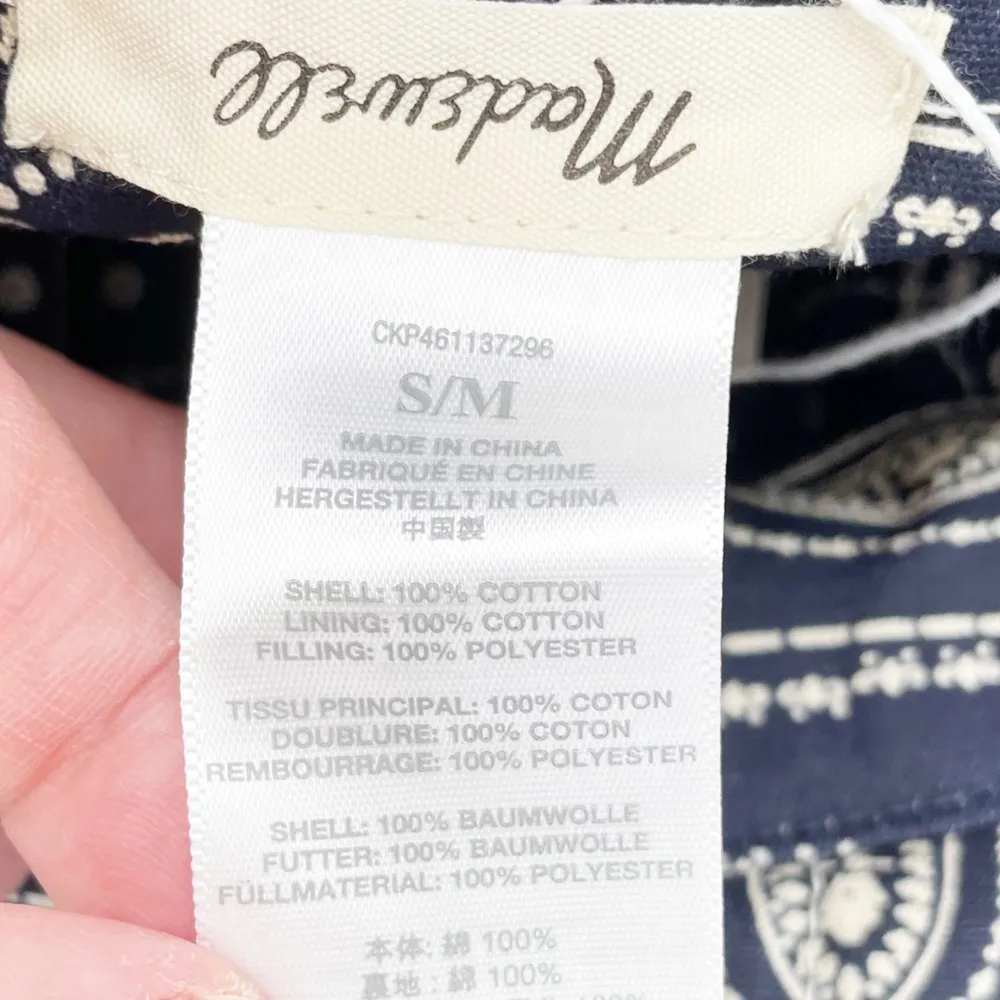 Madewell
CKP461137296
S/M
MADE IN CHINA
FABRIQUÉ EN CHINE
HERGESTELLT IN CHINA
中国製
SHELL: 100% COTTON
LINING: 100% COTTON
FILLING: 100% POLYESTER
TISSU PRINCIPAL: 100% COTON
DOUBLURE: 100% COTON
REMBOURRAGE: 100% POLYESTER
SHELL: 100% BAUMWOLLE
FUTTER: 100% BAUMWOLLE
FÜLLMATERIAL: 100% POLYESTER
本体: 綿 100%
裏地: 綿 100%